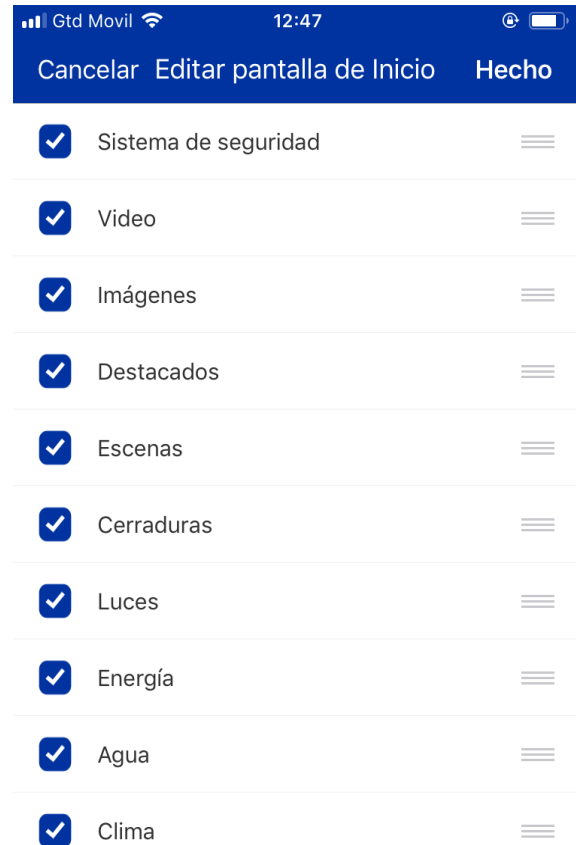 Gtd Movil 12:47
Cancelar Editar pantalla de Inicio Hecho
Sistema de seguridad
Video
Imágenes
Destacados
Escenas
Cerraduras
Luces
Energía
Agua
Clima